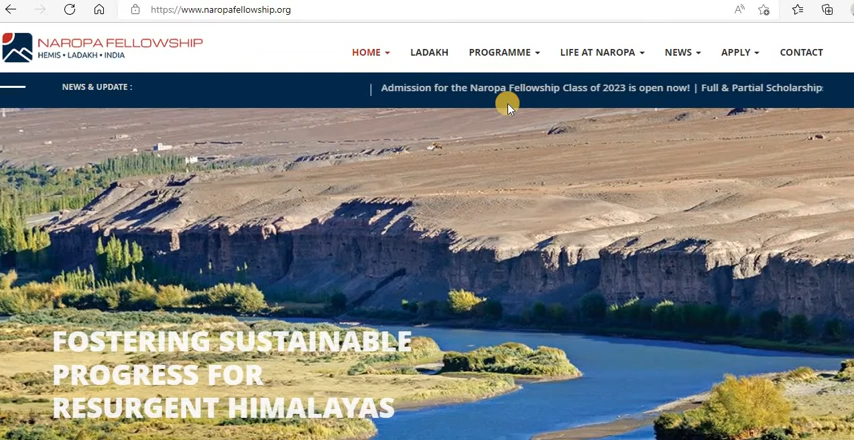 https://www.naropafellowship.org
NAROPA FELLOWSHIP
HEMIS • LADAKH • INDIA
HOME LADAKH PROGRAMME LIFE AT NAROPA NEWS APPLY CONTACT
NEWS & UPDATE : | Admission for the Naropa Fellowship Class of 2023 is open now! | Full & Partial Scholarship
FOSTERING SUSTAINABLE
PROGRESS FOR
RESURGENT HIMALAYAS